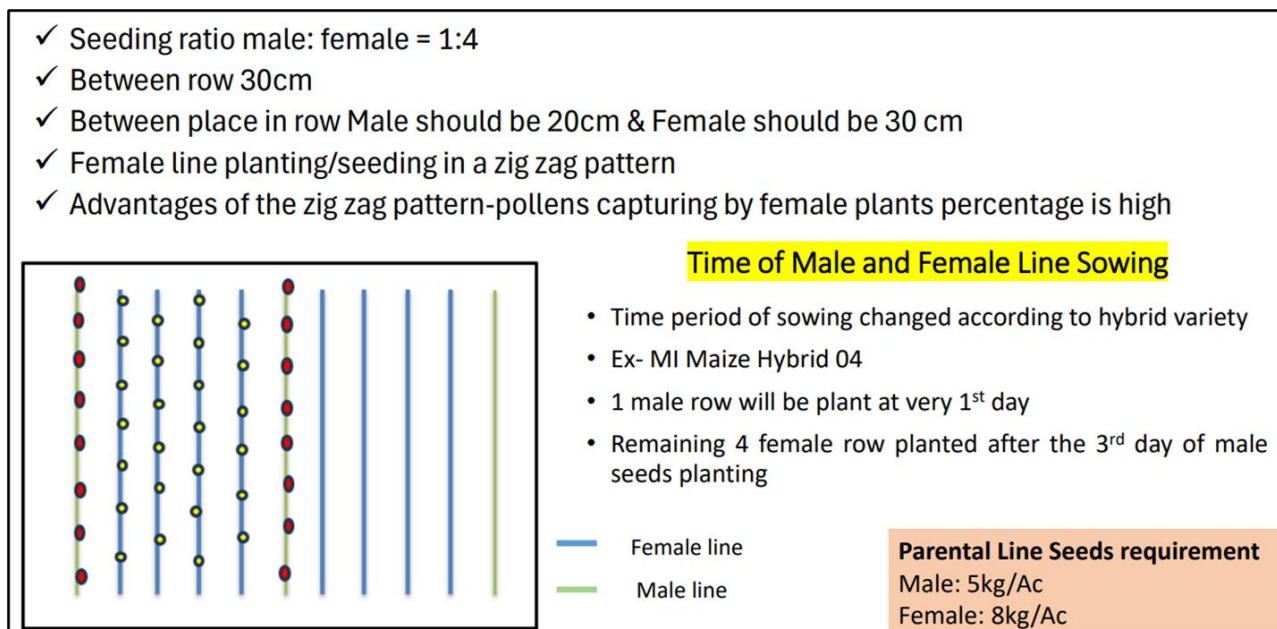 ✓ Seeding ratio male: female = 1:4
✓ Between row 30cm
✓ Between place in row Male should be 20cm & Female should be 30 cm
✓ Female line planting/seeding in a zig zag pattern
✓ Advantages of the zig zag pattern-pollens capturing by female plants percentage is high
Time of Male and Female Line Sowing
• Time period of sowing changed according to hybrid variety
• Ex- MI Maize Hybrid 04
• 1 male row will be plant at very 1st day
• Remaining 4 female row planted after the 3rd day of male
seeds planting
Female line
Male line
Parental Line Seeds requirement
Male: 5kg/Ac
Female: 8kg/Ac